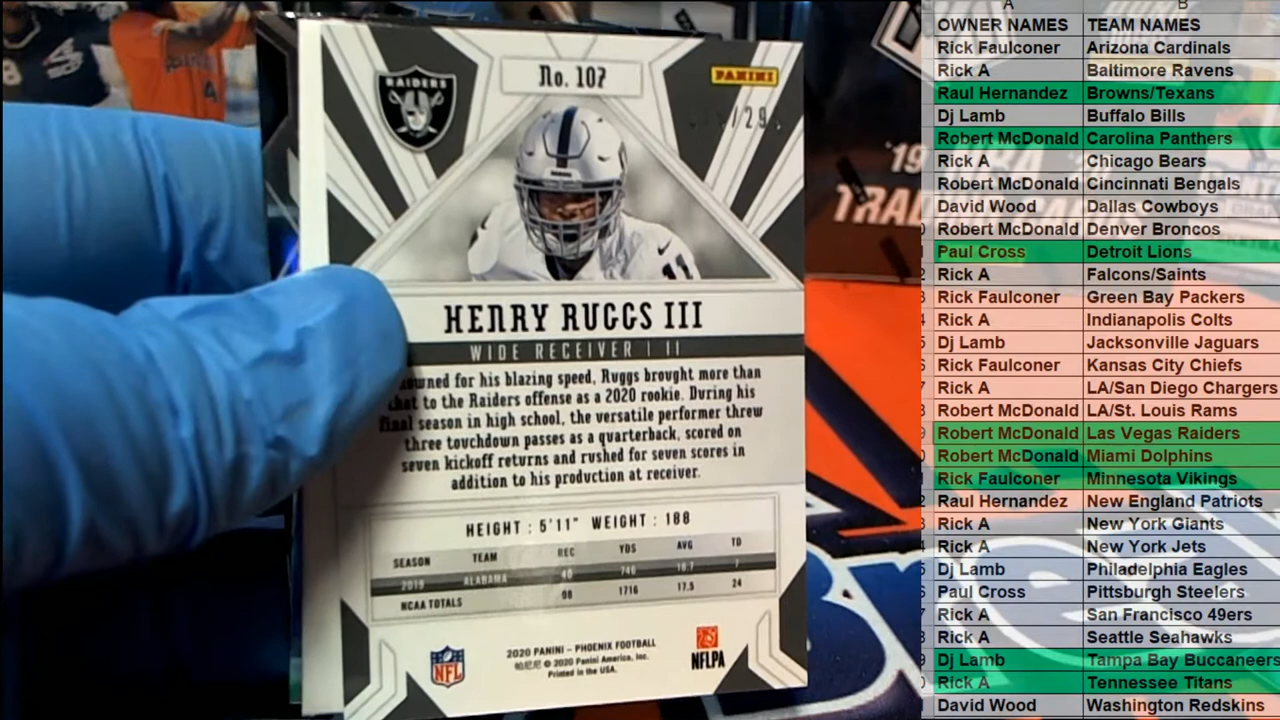 RAIDERS
No. 107
PANINI
/29
HENRY RUGGS III
WIDE RECEIVER | 11
for his blazing speed, Ruggs brought more than
to the Raiders offense as a 2020 rookie. During his
final season in high school, the versatile performer threw
three touchdown passes as a quarterback, scored on
seven kickoff returns and rushed for seven scores in
addition to his production at receiver.
HEIGHT : 5'11" WEIGHT : 188
SEASON TEAM REC YDS AVG TD
2019 ALABAMA 40 746 18.7 7
NCAA TOTALS 98 1716 17.5 24
2020 PANINI - PHOENIX FOOTBALL
帕尼尼 © 2020 Panini America, Inc.
Printed in the USA.
NFL
NFLPA
A B
OWNER NAMES TEAM NAMES
Rick Faulconer Arizona Cardinals
Rick A Baltimore Ravens
Raul Hernandez Browns/Texans
Dj Lamb Buffalo Bills
Robert McDonald Carolina Panthers
Rick A Chicago Bears
Robert McDonald Cincinnati Bengals
David Wood Dallas Cowboys
Robert McDonald Denver Broncos
Paul Cross Detroit Lions
Rick A Falcons/Saints
Rick Faulconer Green Bay Packers
Rick A Indianapolis Colts
Dj Lamb Jacksonville Jaguars
Rick Faulconer Kansas City Chiefs
Rick A LA/San Diego Chargers
Robert McDonald LA/St. Louis Rams
Robert McDonald Las Vegas Raiders
Robert McDonald Miami Dolphins
Rick Faulconer Minnesota Vikings
Raul Hernandez New England Patriots
Rick A New York Giants
Rick A New York Jets
Dj Lamb Philadelphia Eagles
Paul Cross Pittsburgh Steelers
Rick A San Francisco 49ers
Rick A Seattle Seahawks
Dj Lamb Tampa Bay Buccaneers
Rick A Tennessee Titans
David Wood Washington Redskins